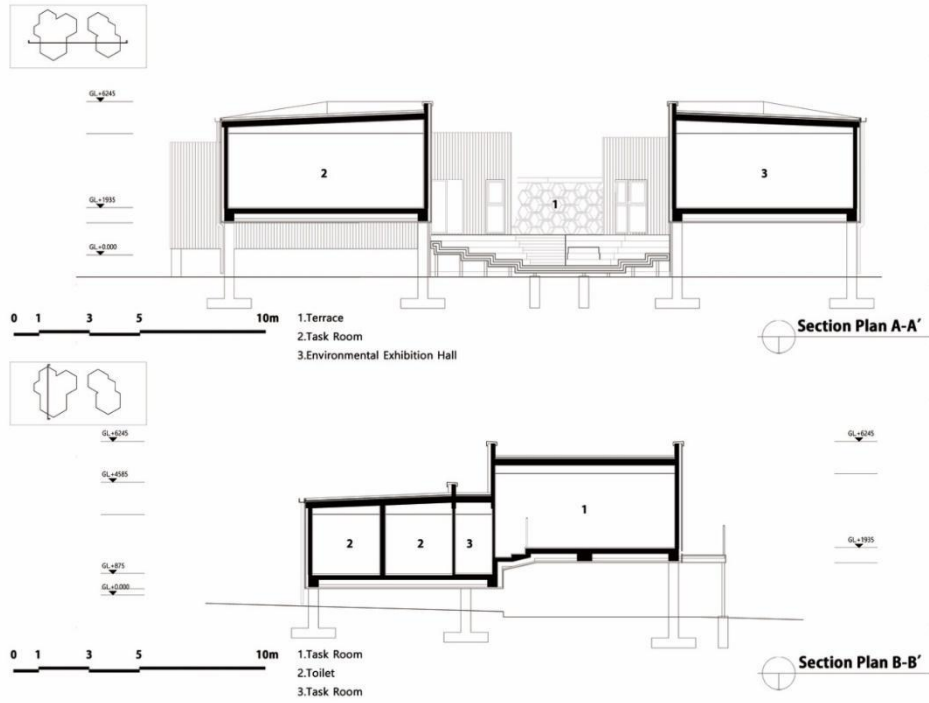 GL+6245
GL+1935
GL+0.000
2
1
3
0 1 3 5 10m
1.Terrace
2.Task Room
3.Environmental Exhibition Hall
Section Plan A-A'
GL+6245
GL+4585
GL+875
GL+0.000
2
2
3
1
GL+6245
GL+1935
0 1 3 5 10m
1.Task Room
2.Toilet
3.Task Room
Section Plan B-B'